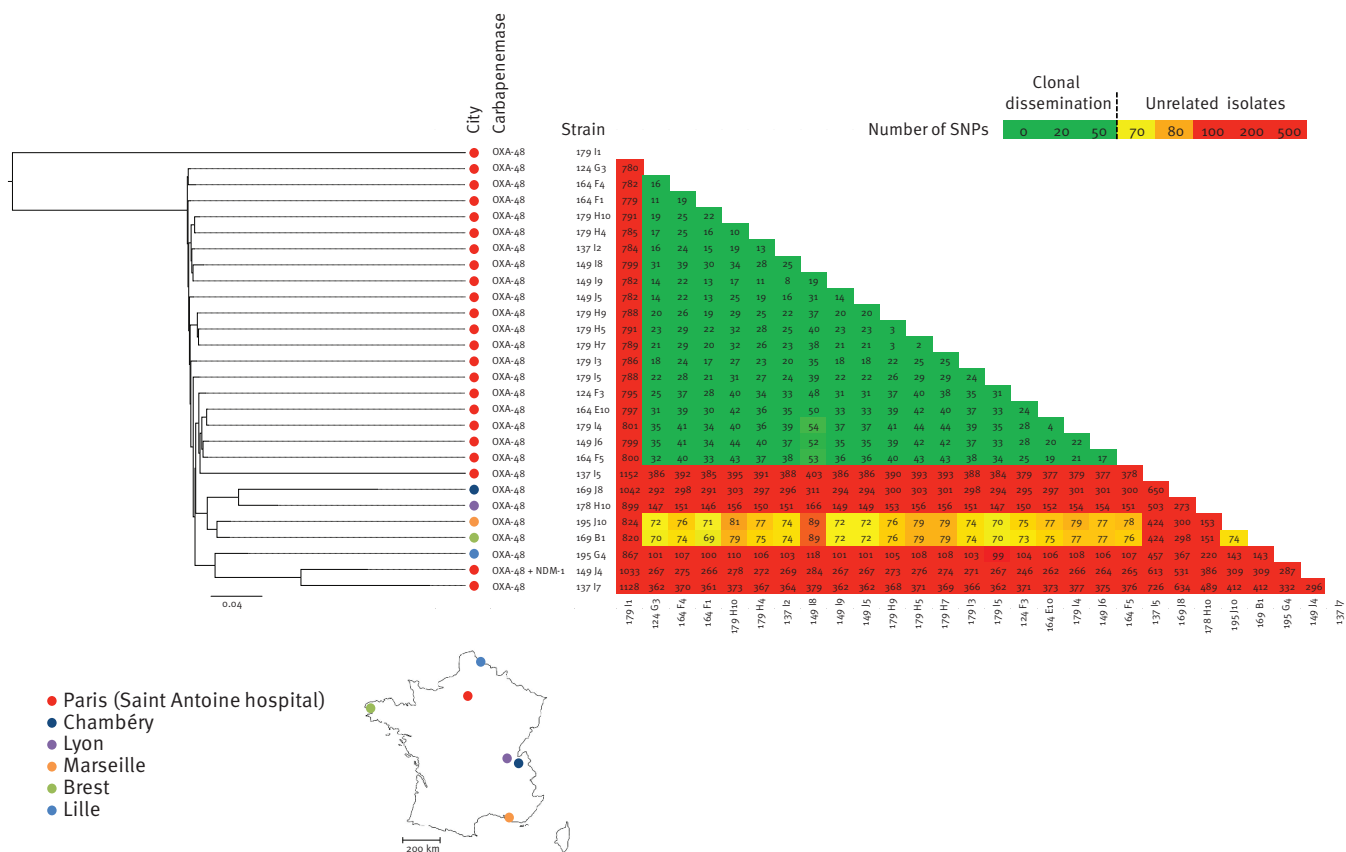 City
Carbapenemase
Strain
Clonal dissemination
Unrelated isolates
Number of SNPs
0 20 50 70 80 100 200 500
OXA-48 179 I1
OXA-48 124 G3 780
OXA-48 164 F4 782 16
OXA-48 164 F1 779 11 19
OXA-48 179 H10 791 19 25 22
OXA-48 179 H4 785 17 25 16 10
OXA-48 137 I2 784 16 24 15 19 13
OXA-48 149 I8 799 31 39 30 34 28 25
OXA-48 149 I9 782 14 22 13 17 11 8 19
OXA-48 149 J5 782 14 22 13 25 19 16 31 14
OXA-48 179 H9 788 20 26 19 29 25 22 37 20 20
OXA-48 179 H5 791 23 29 22 32 28 25 40 23 23 3
OXA-48 179 H7 789 21 29 20 32 26 23 38 21 21 3 2
OXA-48 179 I3 786 18 24 17 27 23 20 35 18 18 22 25 25
OXA-48 179 I5 788 22 28 21 31 27 24 39 22 22 26 29 29 24
OXA-48 124 F3 795 25 37 28 40 34 33 48 31 31 37 40 38 35 31
OXA-48 164 E10 797 31 39 30 42 36 35 50 33 33 39 42 40 37 33 24
OXA-48 179 I4 801 35 41 34 40 36 39 54 37 37 41 44 44 39 35 28 4
OXA-48 149 J6 799 35 41 34 44 40 37 52 35 35 39 42 42 37 33 28 20 22
OXA-48 164 F5 800 32 40 33 43 37 38 53 36 36 40 43 43 38 34 25 19 21 17
OXA-48 137 I5 1152 386 392 385 395 391 388 403 386 386 390 393 393 388 384 379 377 379 377 378
OXA-48 169 J8 1042 292 298 291 303 297 296 311 294 294 300 303 301 298 294 295 297 301 301 300 650
OXA-48 178 H10 899 147 151 146 156 150 151 166 149 149 153 156 154 151 151 150 152 154 154 151 503 273
OXA-48 195 J10 824 72 76 71 81 77 74 89 72 72 76 79 79 74 70 75 77 79 77 78 424 300 153
OXA-48 169 B1 820 70 74 69 79 75 74 89 72 72 76 79 79 74 70 73 75 77 77 76 424 298 151 74
OXA-48 195 G4 867 101 107 100 110 106 103 118 101 101 105 108 108 103 99 104 106 108 106 107 457 367 220 143 143
OXA-48 + NDM-1 149 J4 1033 267 275 266 278 272 269 284 267 267 273 276 274 271 267 246 262 266 264 265 613 531 386 309 309 287
OXA-48 137 I7 1128 362 370 361 373 367 364 379 362 362 368 371 369 366 362 371 373 377 375 376 726 634 489 412 412 332 296
0.04
179 I1
124 G3
164 F4
164 F1
179 H10
179 H4
137 I2
149 I8
149 I9
149 J5
179 H9
179 H5
179 H7
179 I3
179 I5
124 F3
164 E10
179 I4
149 J6
164 F5
137 I5
169 J8
178 H10
195 J10
169 B1
195 G4
149 J4
137 I7
Paris (Saint Antoine hospital)
Chambéry
Lyon
Marseille
Brest
Lille
200 km